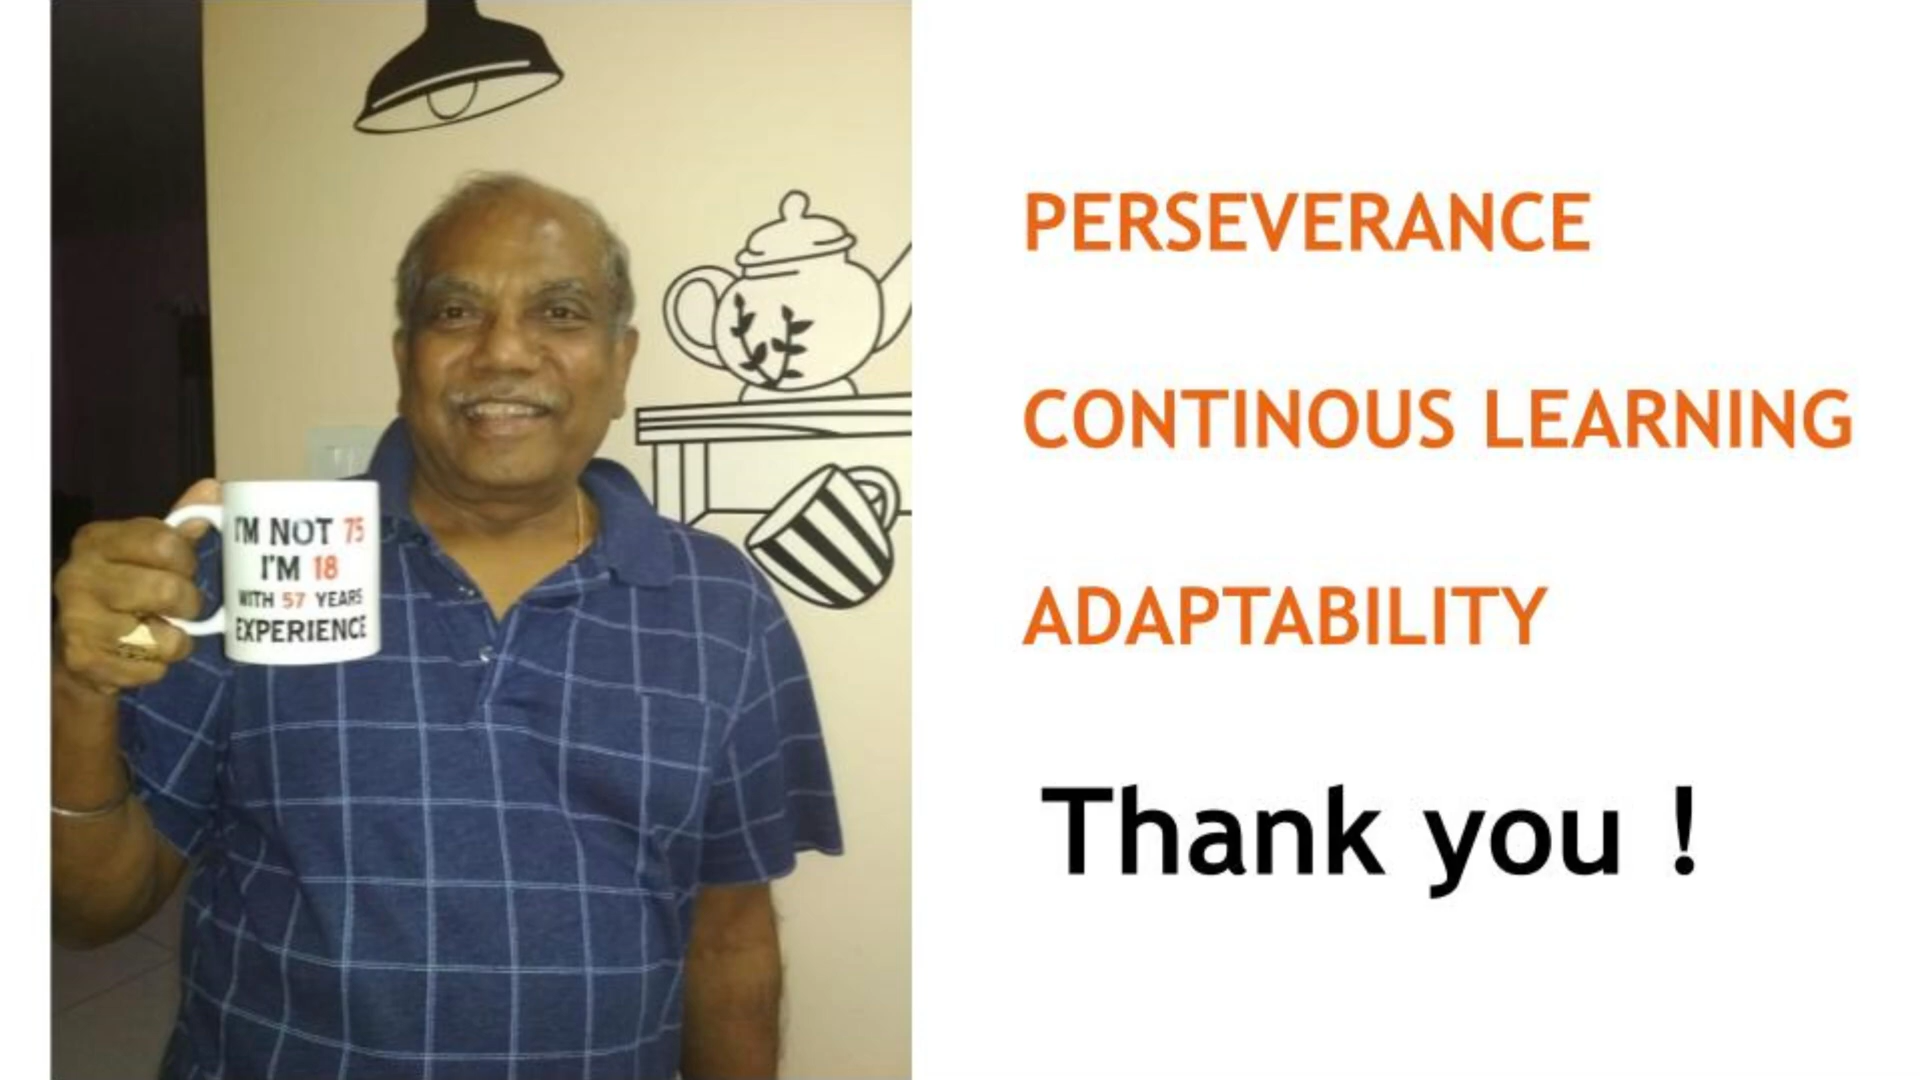 I'M NOT 75
I'M 18
WITH 57 YEARS
EXPERIENCE
PERSEVERANCE
CONTINOUS LEARNING
ADAPTABILITY
Thank you !